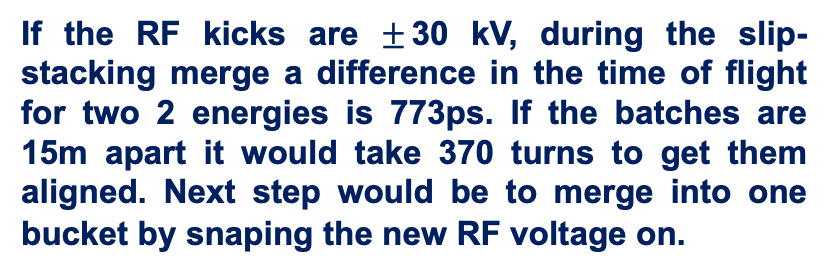 If the RF kicks are ±30 kV, during the slip-
stacking merge a difference in the time of flight
for two 2 energies is 773ps. If the batches are
15m apart it would take 370 turns to get them
aligned. Next step would be to merge into one
bucket by snaping the new RF voltage on.